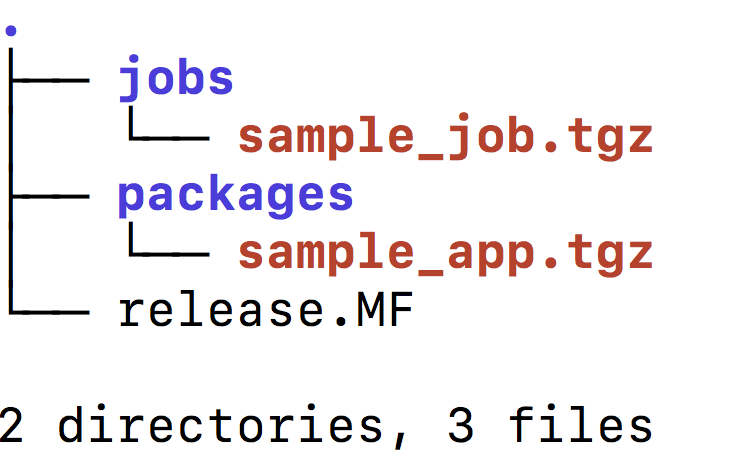 .
├── jobs
│   └── sample_job.tgz
├── packages
│   └── sample_app.tgz
└── release.MF
2 directories, 3 files